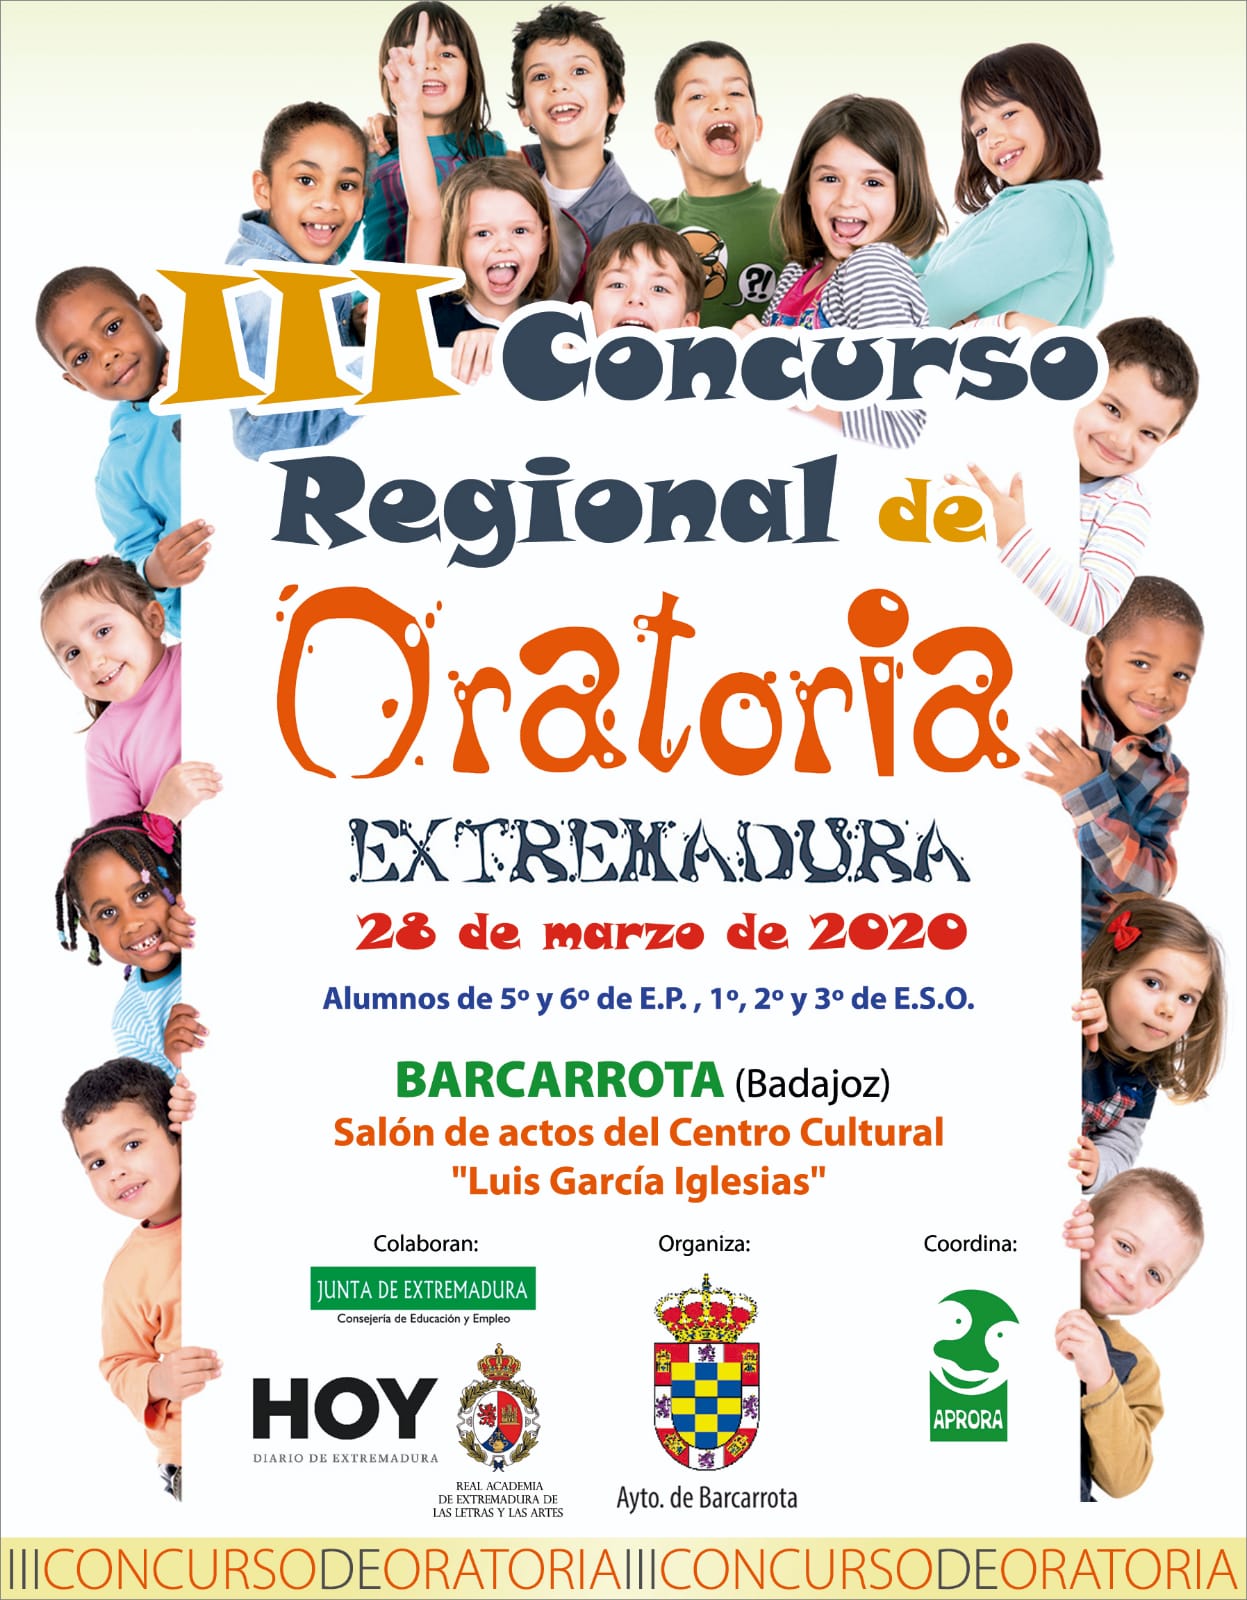 III Concurso
Regional de
Oratoria
EXTREMADURA
28 de marzo de 2020
Alumnos de 5º y 6º de E.P. , 1º, 2º y 3º de E.S.O.
BARCARROTA (Badajoz)
Salón de actos del Centro Cultural
"Luis García Iglesias"
Colaboran:
Organiza:
Coordina:
JUNTA DE EXTREMADURA
Consejería de Educación y Empleo
HOY
DIARIO DE EXTREMADURA
REAL ACADEMIA
DE EXTREMADURA DE
LAS LETRAS Y LAS ARTES
Ayto. de Barcarrota
APRORA
?!
IIICONCURSODEORATORIAIIICONCURSODEORATORIA